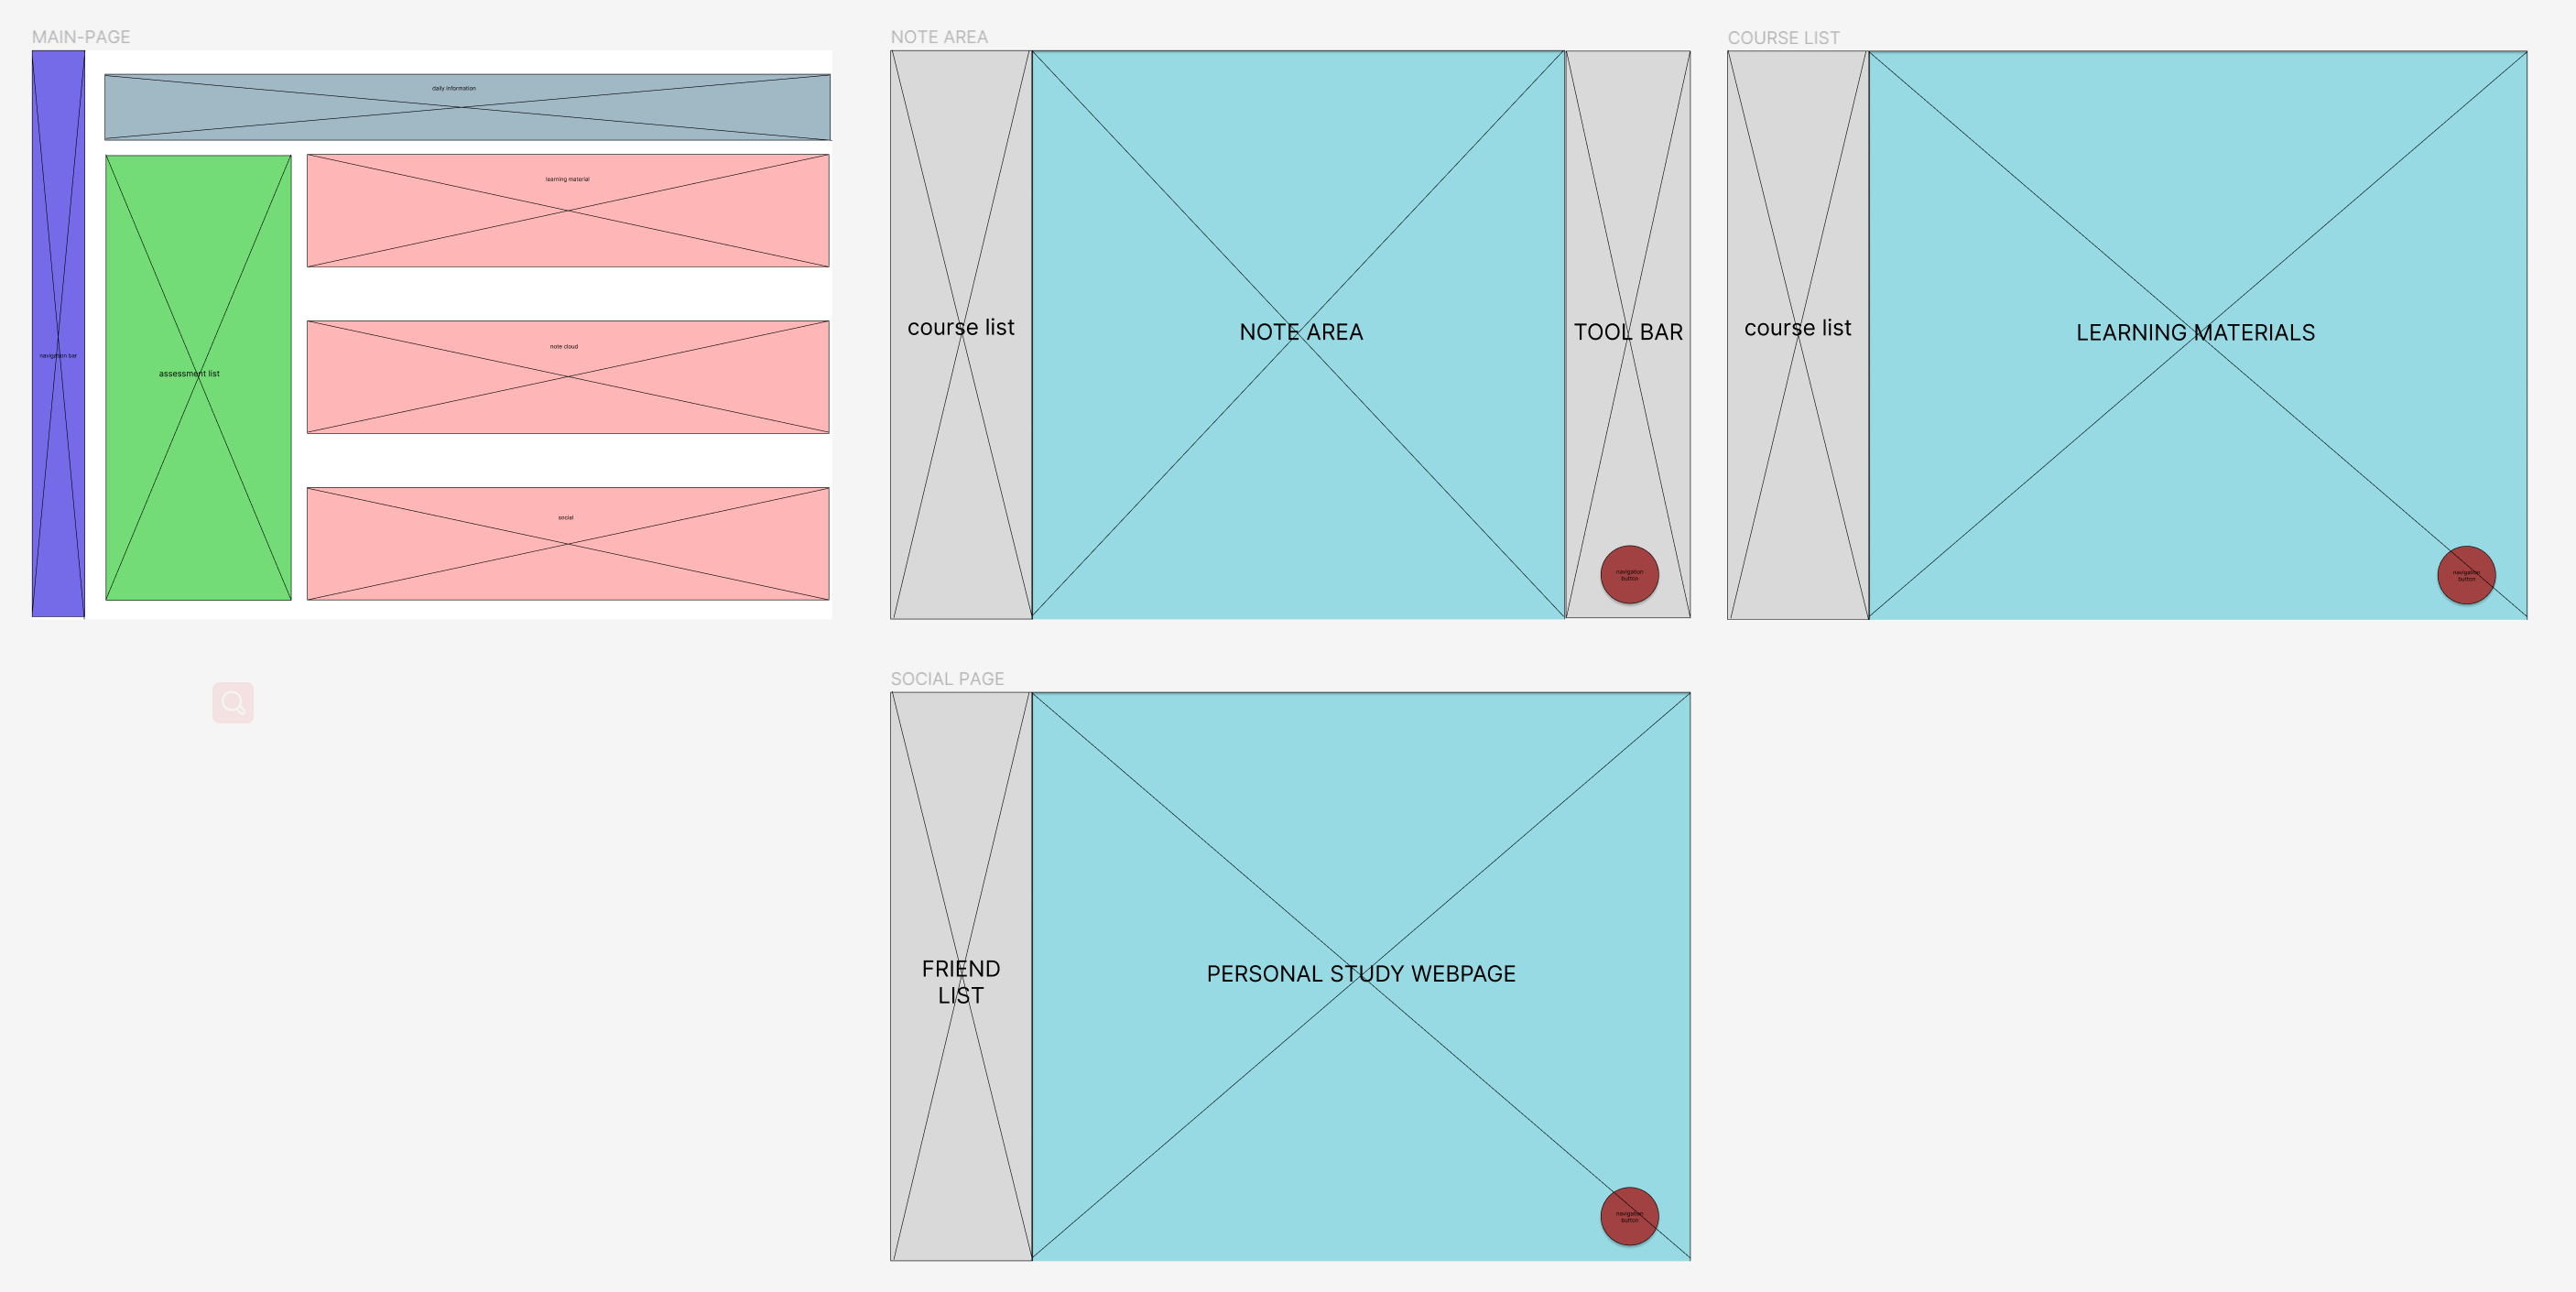 MAIN-PAGE
daily information
learning material
note cloud
navigation bar
assessment list
social
NOTE AREA
course list
NOTE AREA
TOOL BAR
navigation
button
COURSE LIST
course list
LEARNING MATERIALS
navigation
button
SOCIAL PAGE
FRIEND
LIST
PERSONAL STUDY WEBPAGE
navigation
button